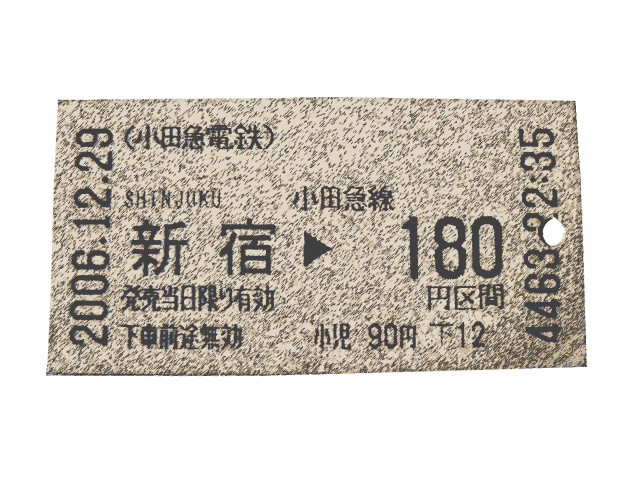 2006.12.29
(小田急電鉄)
SHINJUKU 小田急線
新 宿 ▶ 180
発売当日限り有効 円区間
下車前途無効 小児 90円 下12
4463 22:35